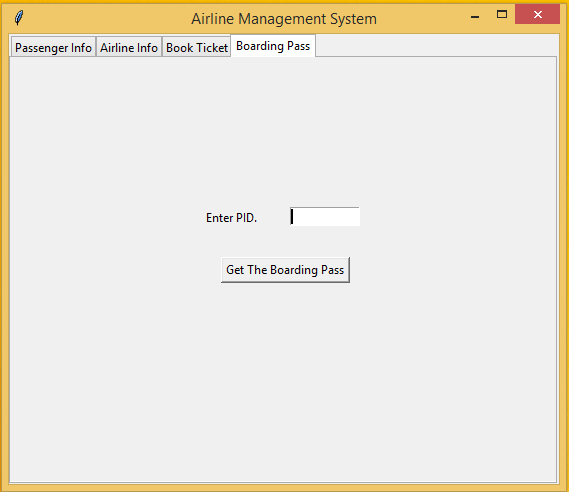 Airline Management System
Passenger Info Airline Info Book Ticket Boarding Pass
Enter PID.
Get The Boarding Pass